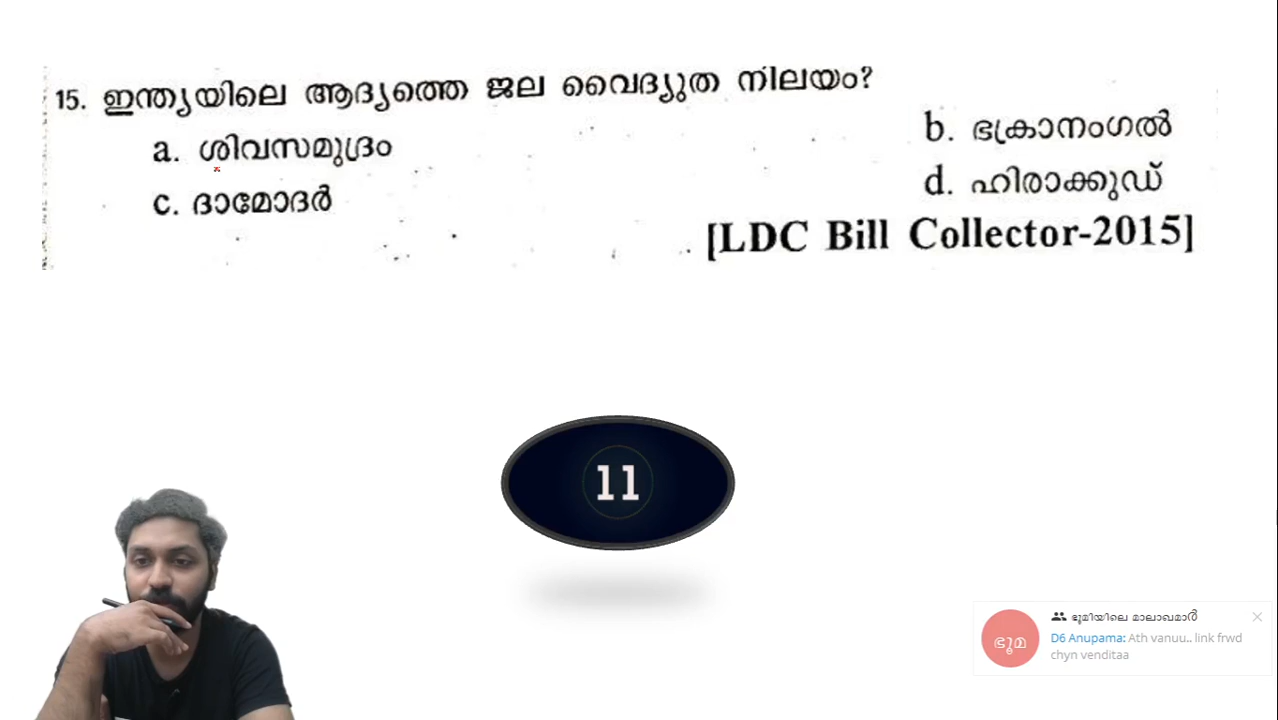 15. ഇന്ത്യയിലെ ആദ്യത്തെ ജല വൈദ്യുത നിലയം?
a. ശിവസമുദ്രം
b. ഭക്രാനംഗൽ
c. ദാമോദർ
d. ഹിരാക്കുഡ്
[LDC Bill Collector-2015]
11
ഭൂമ
ഭൂമിയിലെ മാലാഖമാർ
D6 Anupama: Ath vanuu.. link frwd
chyn venditaa